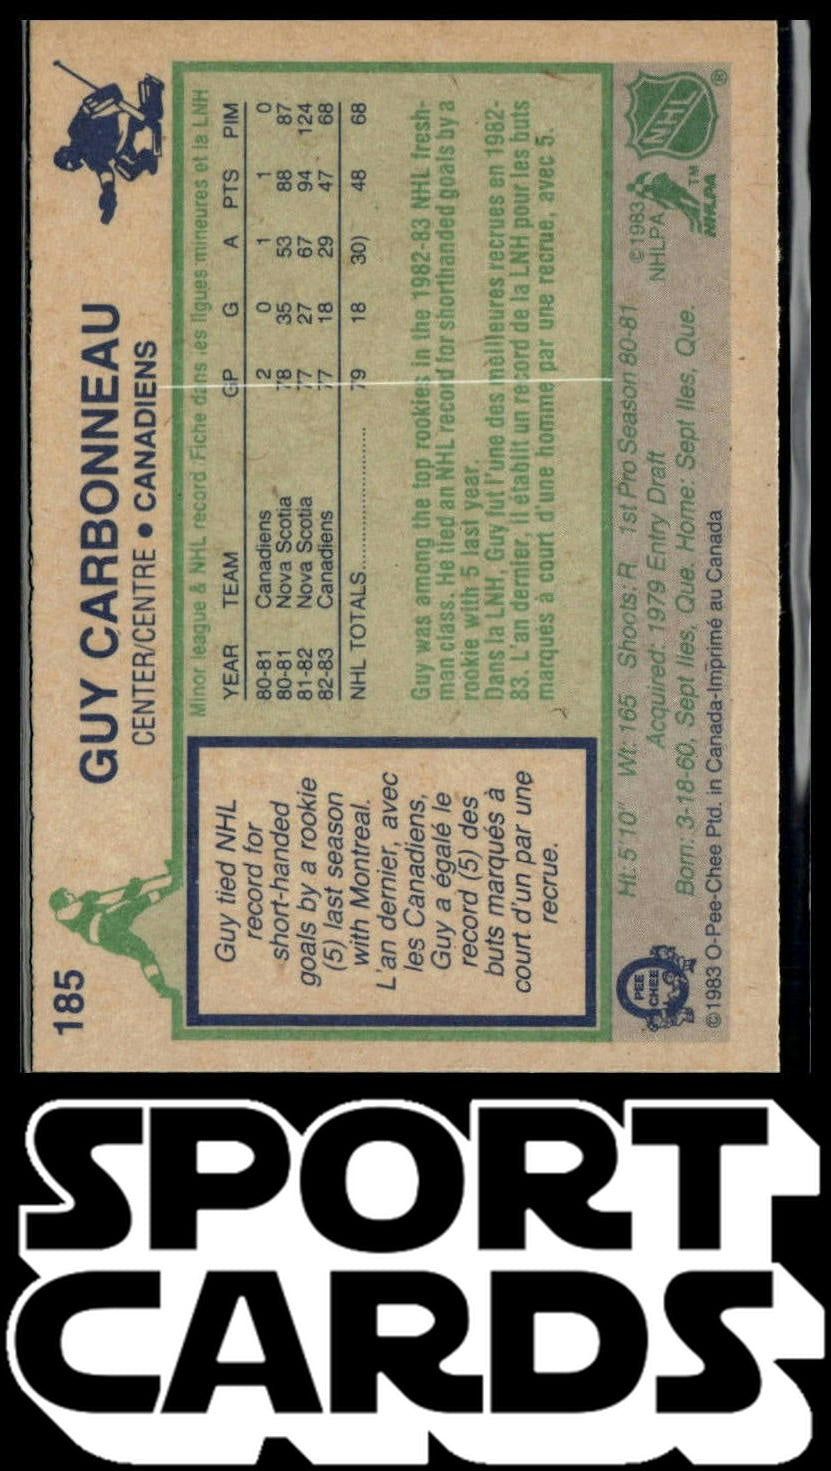 185
GUY CARBONNEAU
CENTER/CENTRE • CANADIENS
Guy tied NHL
record for
short-handed
goals by a rookie
(5) last season
with Montreal.
L'an dernier, avec
les Canadiens,
Guy a égalé le
record (5) des
buts marqués à
court d'un par une
recrue.
Minor league & NHL record/Fiche dans les ligues mineures et la LNH
YEAR TEAM GP G A PTS PIM
80-81 Canadiens 2 0 1 1 0
80-81 Nova Scotia 78 35 53 88 87
81-82 Nova Scotia 77 27 67 94 124
82-83 Canadiens 77 18 29 47 68
NHL TOTALS 79 18 30) 48 68
Guy was among the top rookies in the 1982-83 NHL fresh-
man class. He tied an NHL record for shorthanded goals by a
rookie with 5 last year.
Dans la LNH, Guy fut l'une des mèilleures recrues en 1982-
83. L'an dernier, il établit un record de la LNH pour les buts
marqués à court d'une homme par une recrue, avec 5.
Ht: 5'10" Wt: 165 Shoots: R 1st Pro Season 80-81
Acquired: 1979 Entry Draft
Born: 3-18-60, Sept Iles, Que. Home: Sept Iles, Que.
©1983 O-Pee-Chee Ptd. in Canada-Imprimé au Canada
PEE
CHEE
©1983
NHLPA
NHLPA
TM
NHL
®
SPORT
CARDS